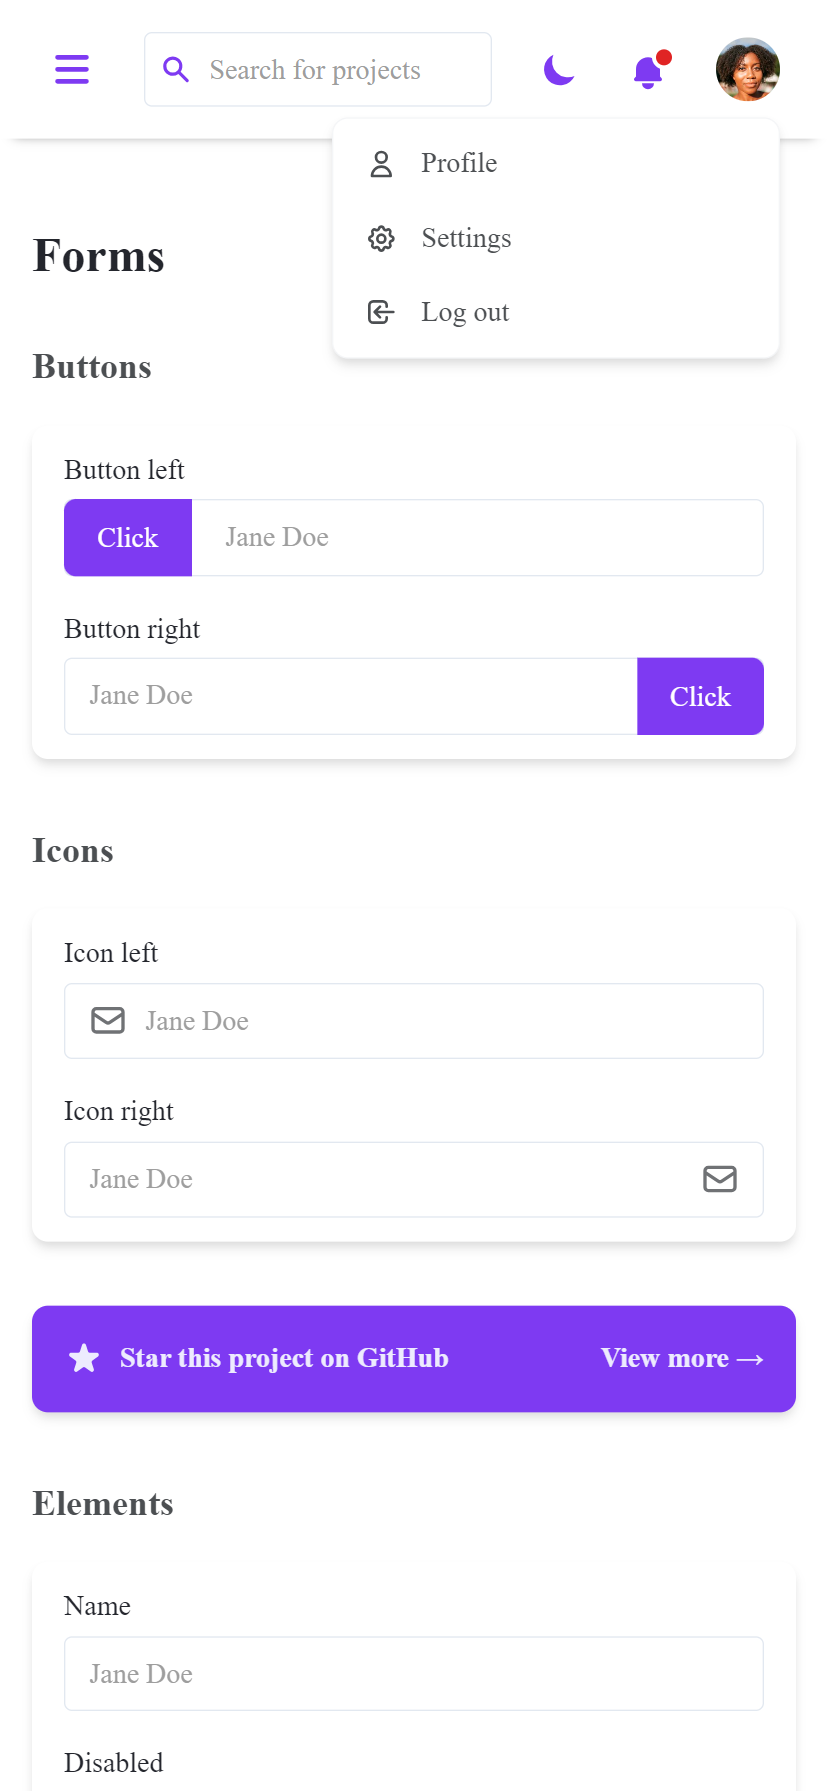 Search for projects
Profile
Settings
Log out
Forms
Buttons
Button left
Click
Jane Doe
Button right
Jane Doe
Click
Icons
Icon left
Jane Doe
Icon right
Jane Doe
Star this project on GitHub
View more →
Elements
Name
Jane Doe
Disabled